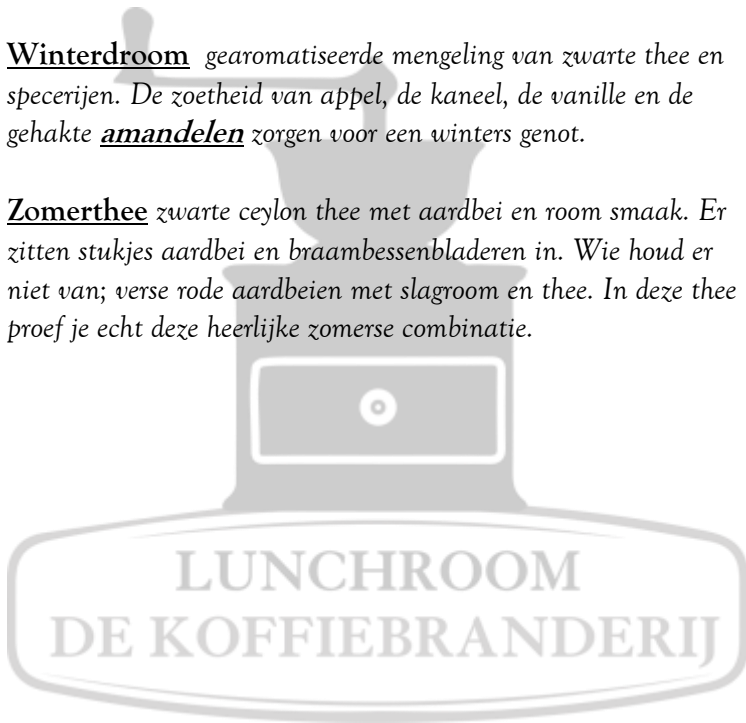 Winterdroom gearomatiseerde mengeling van zwarte thee en
specerijen. De zoetheid van appel, de kaneel, de vanille en de
gehakte amandelen zorgen voor een winters genot.
Zomerthee zwarte ceylon thee met aardbei en room smaak. Er
zitten stukjes aardbei en braambessenbladeren in. Wie houd er
niet van; verse rode aardbeien met slagroom en thee. In deze thee
proef je echt deze heerlijke zomerse combinatie.
LUNCHROOM
DE KOFFIEBRANDERIJ